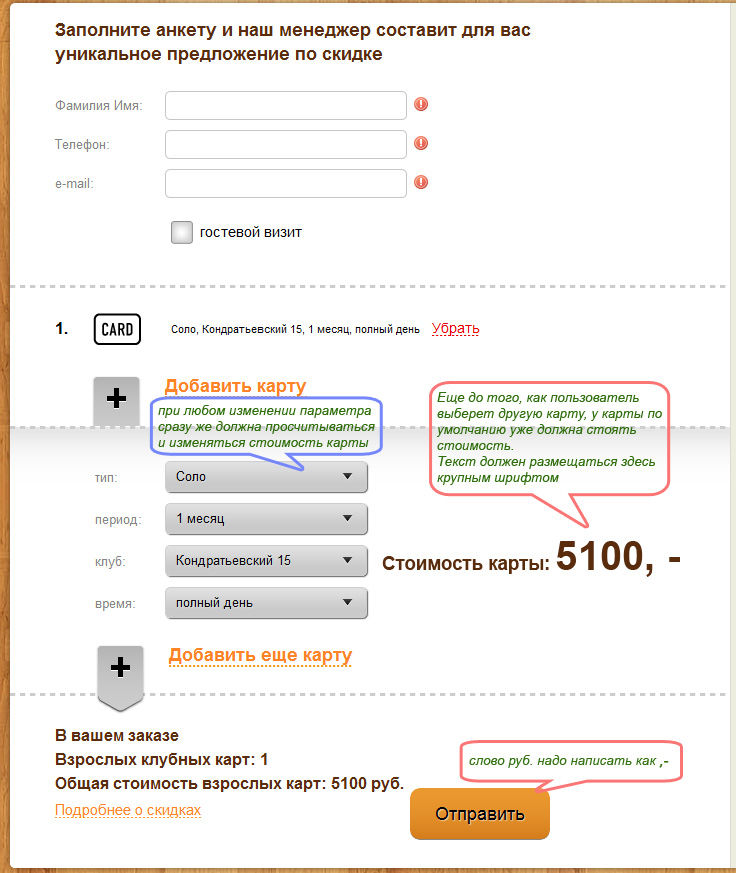 Заполните анкету и наш менеджер составит для вас
уникальное предложение по скидке
Фамилия Имя:
Телефон:
e-mail:
гостевой визит
1. CARD Соло, Кондратьевский 15, 1 месяц, полный день Убрать
+ Добавить карту
при любом изменении параметра
сразу же должна просчитываться
и изменяться стоимость карты
Еще до того, как пользователь
выберет другую карту, у карты по
умолчанию уже должна стоять
стоимость.
Текст должен размещаться здесь
крупным шрифтом
тип: Соло
период: 1 месяц
клуб: Кондратьевский 15
Стоимость карты: 5100, -
время: полный день
+ Добавить еще карту
В вашем заказе
Взрослых клубных карт: 1
Общая стоимость взрослых карт: 5100 руб.
Подробнее о скидках
слово руб. надо написать как ,-
Отправить